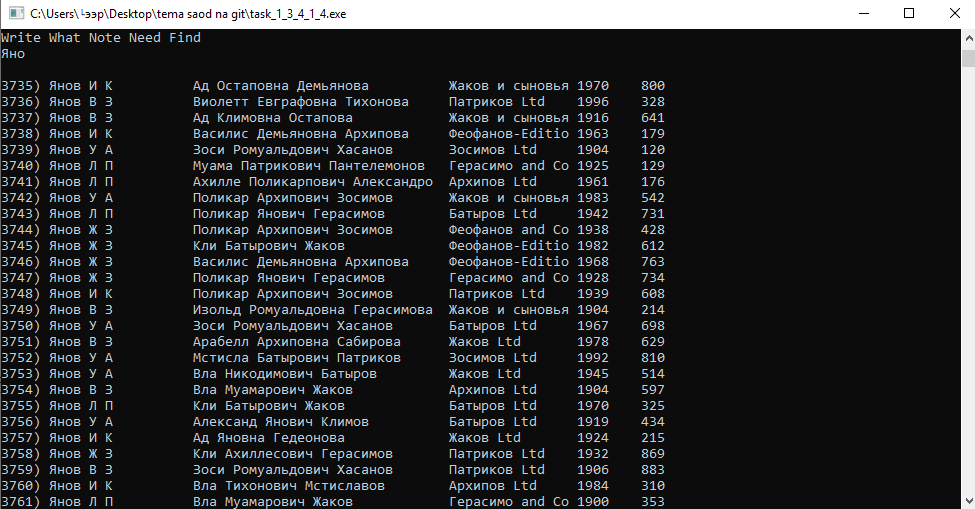 C:\Users\└ээр\Desktop\tema saod na git\task_1_3_4_1_4.exe
Write What Note Need Find
Яно
3735) Янов И К Ад Остаповна Демьянова Жаков и сыновья 1970 800
3736) Янов В З Виолетт Евграфовна Тихонова Патриков Ltd 1996 328
3737) Янов В З Ад Климовна Остапова Жаков и сыновья 1916 641
3738) Янов И К Василис Демьяновна Архипова Феофанов-Editio 1963 179
3739) Янов У А Зоси Ромуальдович Хасанов Зосимов Ltd 1904 120
3740) Янов Л П Муама Патрикович Пантелемонов Герасимо and Co 1925 129
3741) Янов Л П Ахилле Поликарпович Александро Архипов Ltd 1961 176
3742) Янов У А Поликар Архипович Зосимов Жаков и сыновья 1983 542
3743) Янов Л П Поликар Янович Герасимов Батыров Ltd 1942 731
3744) Янов Ж З Поликар Архипович Зосимов Феофанов and Co 1938 428
3745) Янов Ж З Кли Батырович Жаков Феофанов-Editio 1982 612
3746) Янов Ж З Василис Демьяновна Архипова Феофанов-Editio 1968 763
3747) Янов Ж З Поликар Янович Герасимов Герасимо and Co 1928 734
3748) Янов И К Поликар Архипович Зосимов Патриков Ltd 1939 608
3749) Янов В З Изольд Ромуальдовна Герасимова Жаков и сыновья 1904 214
3750) Янов У А Зоси Ромуальдович Хасанов Батыров Ltd 1967 698
3751) Янов В З Арабелл Архиповна Сабирова Жаков Ltd 1978 629
3752) Янов У А Мстисла Батырович Патриков Зосимов Ltd 1992 810
3753) Янов У А Вла Никодимович Батыров Жаков Ltd 1945 514
3754) Янов В З Вла Муамарович Жаков Архипов Ltd 1904 597
3755) Янов Л П Кли Батырович Жаков Батыров Ltd 1970 325
3756) Янов У А Александ Янович Климов Батыров Ltd 1919 434
3757) Янов И К Ад Яновна Гедеонова Жаков Ltd 1924 215
3758) Янов Ж З Кли Ахиллесович Герасимов Патриков Ltd 1932 869
3759) Янов В З Зоси Ромуальдович Хасанов Патриков Ltd 1906 883
3760) Янов И К Вла Тихонович Мстиславов Архипов Ltd 1984 310
3761) Янов Л П Вла Муамарович Жаков Герасимо and Co 1900 353